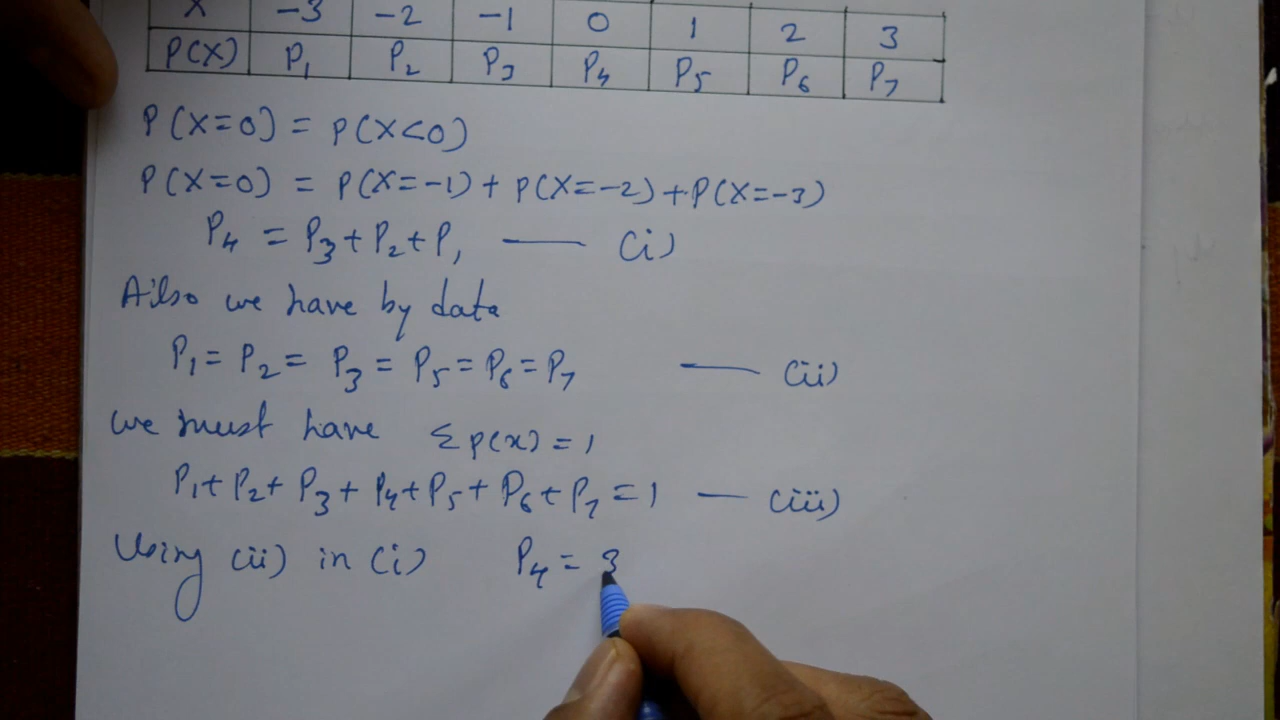 X -3 -2 -1 0 1 2 3
P(X) P₁ P₂ P₃ P₄ P₅ P₆ P₇
P(X=0) = P(X<0)
P(X=0) = P(X=-1) + P(X=-2) + P(X=-3)
P₄ = P₃ + P₂ + P₁ — (i)
Also we have by data
P₁ = P₂ = P₃ = P₅ = P₆ = P₇ — (ii)
we must have Σ P(x) = 1
P₁ + P₂ + P₃ + P₄ + P₅ + P₆ + P₇ = 1 — (iii)
Using (ii) in (i) P₄ = 3